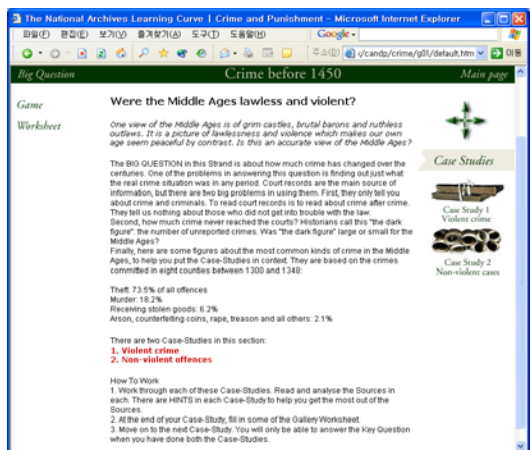 The National Archives Learning Curve | Crime and Punishment - Microsoft Internet Explorer
파일(F) 편집(E) 보기(V) 즐겨찾기(A) 도구(T) 도움말(H) Google
주소(D) /candp/crime/g01/default.htm 이동
Big Question Crime before 1450 Main page
Game
Worksheet
Were the Middle Ages lawless and violent?
One view of the Middle Ages is of grim castles, brutal barons and ruthless
outlaws. It is a picture of lawlessness and violence which makes our own
age seem peaceful by contrast. Is this an accurate view of the Middle Ages?
The BIG QUESTION in this Strand is about how much crime has changed over the
centuries. One of the problems in answering this question is finding out just what
the real crime situation was in any period. Court records are the main source of
information, but there are two big problems in using them. First, they only tell you
about crime and criminals. To read court records is to read about crime after crime.
They tell us nothing about those who did not get into trouble with the law.
Second, how much crime never reached the courts? Historians call this "the dark
figure": the number of unreported crimes. Was "the dark figure" large or small for the
Middle Ages?
Finally, here are some figures about the most common kinds of crime in the Middle
Ages, to help you put the Case-Studies in context. They are based on the crimes
committed in eight counties between 1300 and 1348:
Theft: 73.5% of all offences
Murder: 18.2%
Receiving stolen goods: 6.2%
Arson, counterfeiting coins, rape, treason and all others: 2.1%
There are two Case-Studies in this section:
1. Violent crime
2. Non-violent offences
How To Work
1. Work through each of these Case-Studies. Read and analyse the Sources in
each. There are HINTS in each Case-Study to help you get the most out of the
Sources.
2. At the end of your Case-Study, fill in some of the Gallery Worksheet.
3. Move on to the next Case-Study. You will only be able to answer the Key Question
when you have done both the Case-Studies.
Case Studies
Case Study 1
Violent crime
Case Study 2
Non-violent cases